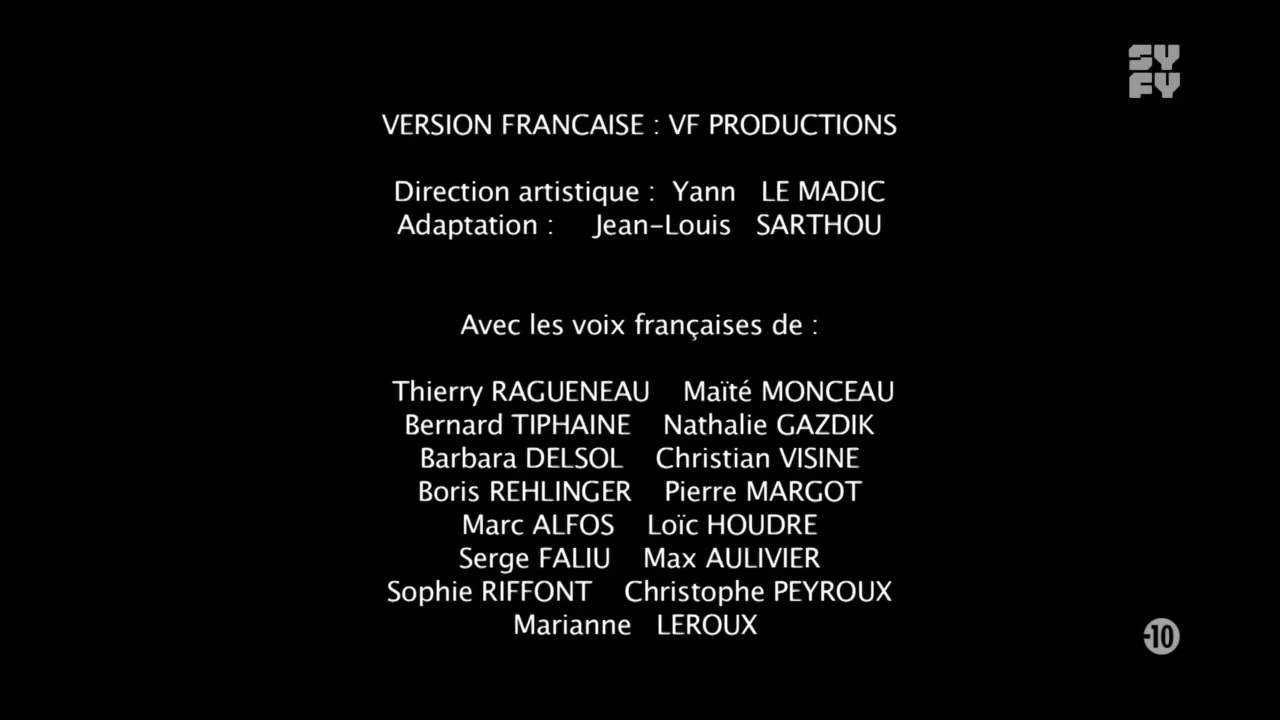 SY
FY
VERSION FRANCAISE : VF PRODUCTIONS
Direction artistique : Yann LE MADIC
Adaptation : Jean-Louis SARTHOU
Avec les voix françaises de :
Thierry RAGUENEAU Maïté MONCEAU
Bernard TIPHAINE Nathalie GAZDIK
Barbara DELSOL Christian VISINE
Boris REHLINGER Pierre MARGOT
Marc ALFOS Loïc HOUDRE
Serge FALIU Max AULIVIER
Sophie RIFFONT Christophe PEYROUX
Marianne LEROUX
-10